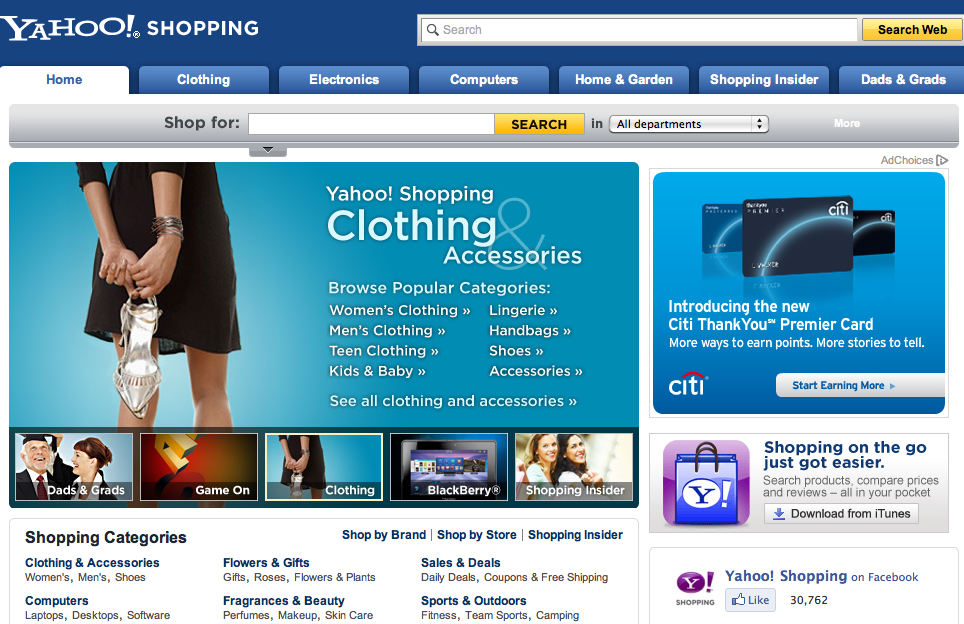 YAHOO!® SHOPPING
Search
Search Web
Home
Clothing
Electronics
Computers
Home & Garden
Shopping Insider
Dads & Grads
Shop for:
SEARCH
in
All departments
More
AdChoices
Yahoo! Shopping
Clothing &
Accessories
Browse Popular Categories:
Women's Clothing »
Lingerie »
Men's Clothing »
Handbags »
Teen Clothing »
Shoes »
Kids & Baby »
Accessories »
See all clothing and accessories »
Dads & Grads
Game On
Clothing
BlackBerry®
Shopping Insider
thankyou
PREFERRED
thankyou
PREMIER
citi
citi
Introducing the new
Citi ThankYou℠ Premier Card
More ways to earn points. More stories to tell.
citi
Start Earning More
Shopping on the go
just got easier.
Search products, compare prices
and reviews – all in your pocket
Download from iTunes
Y!
Shopping Categories
Shop by Brand | Shop by Store | Shopping Insider
Clothing & Accessories
Women's, Men's, Shoes
Flowers & Gifts
Gifts, Roses, Flowers & Plants
Sales & Deals
Daily Deals, Coupons & Free Shipping
Computers
Laptops, Desktops, Software
Fragrances & Beauty
Perfumes, Makeup, Skin Care
Sports & Outdoors
Fitness, Team Sports, Camping
Y!
SHOPPING
Yahoo! Shopping on Facebook
Like
30,762